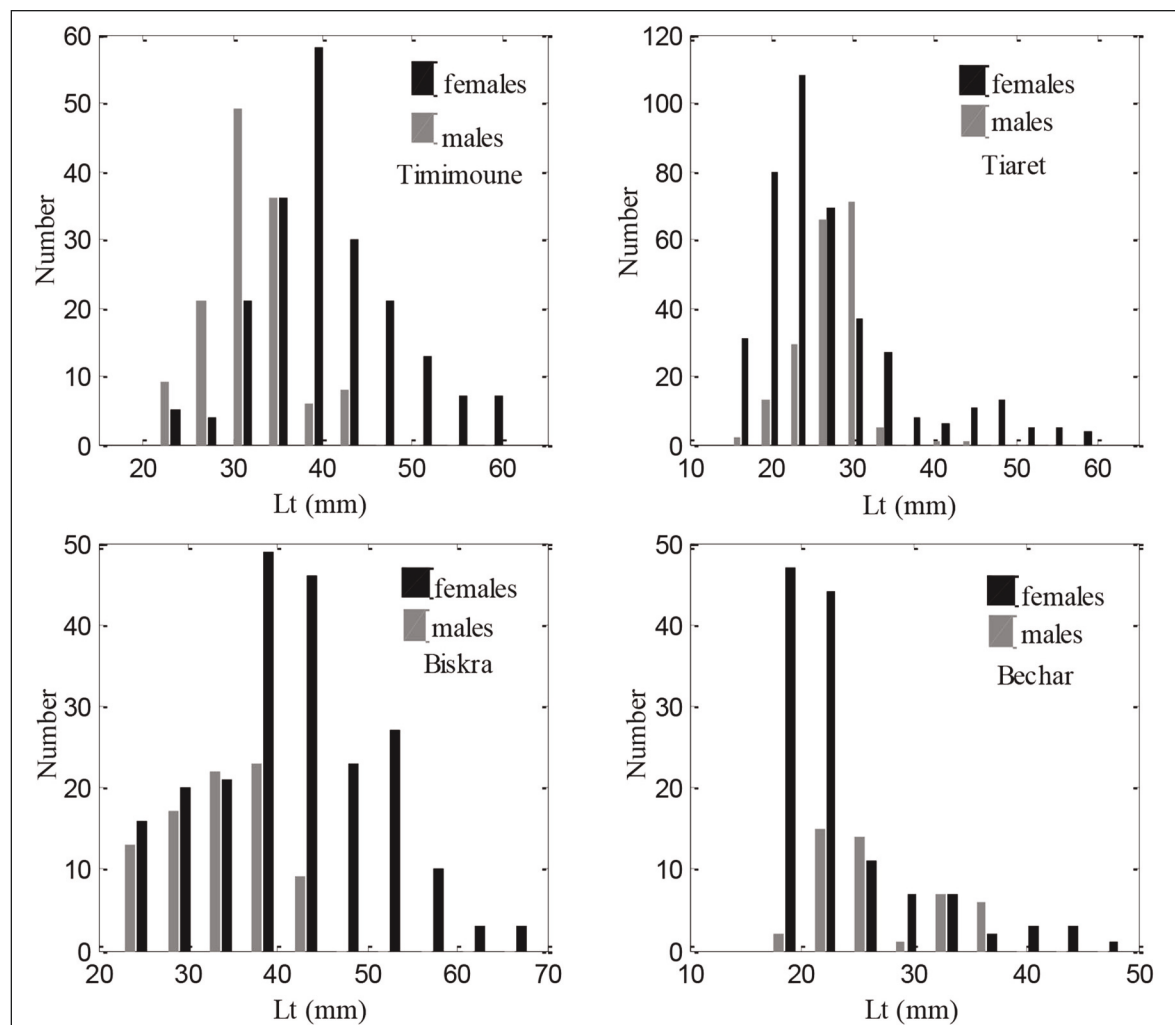 60
50
40
30
20
10
0
Number
females
males
Timimoune
20 30 40 50 60
Lt (mm)
120
100
80
60
40
20
0
Number
females
males
Tiaret
10 20 30 40 50 60
Lt (mm)
50
40
30
20
10
0
Number
females
males
Biskra
20 30 40 50 60 70
Lt (mm)
50
40
30
20
10
0
Number
females
males
Bechar
10 20 30 40 50
Lt (mm)